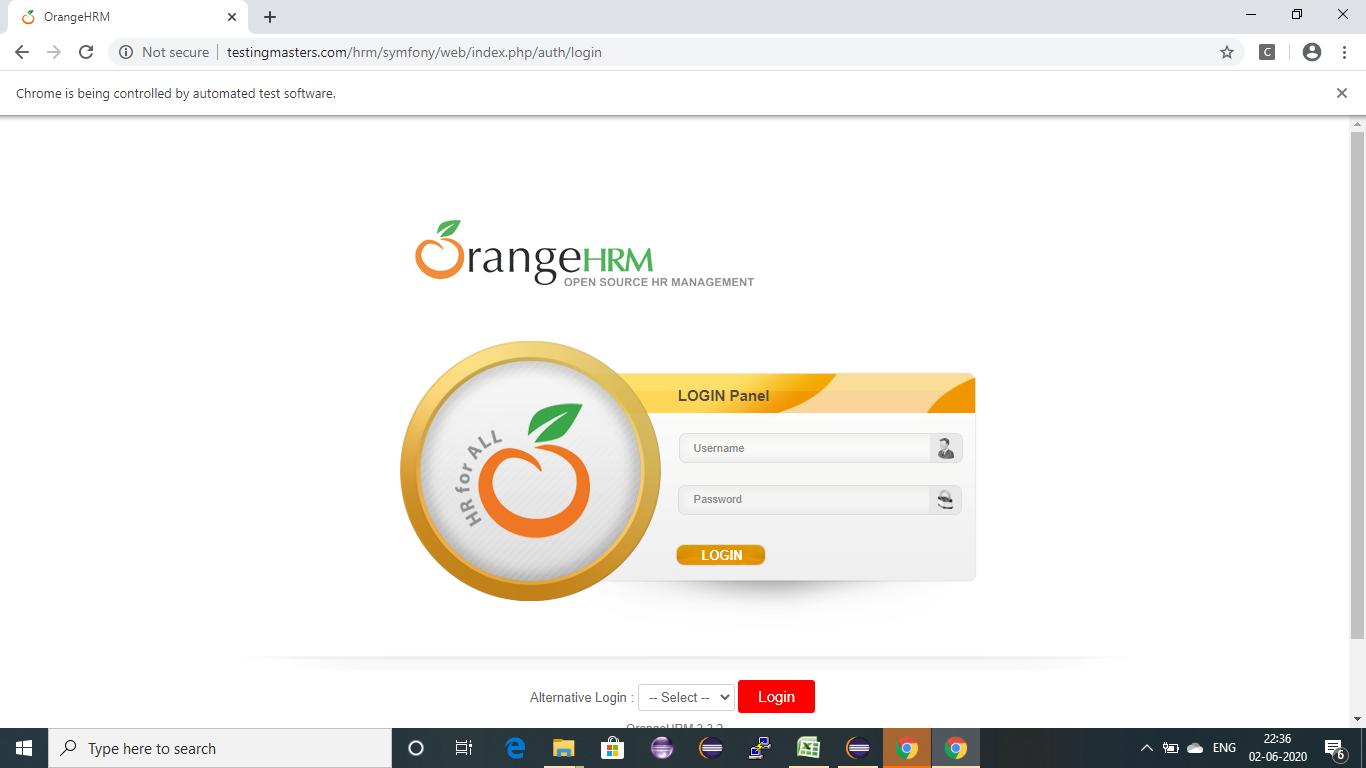 OrangeHRM
Not secure
testingmasters.com/hrm/symfony/web/index.php/auth/login
C
Chrome is being controlled by automated test software.
OrangeHRM
OPEN SOURCE HR MANAGEMENT
HR for ALL
LOGIN Panel
Username
Password
LOGIN
Alternative Login : -- Select -- Login
Type here to search
ENG
22:36
02-06-2020
6